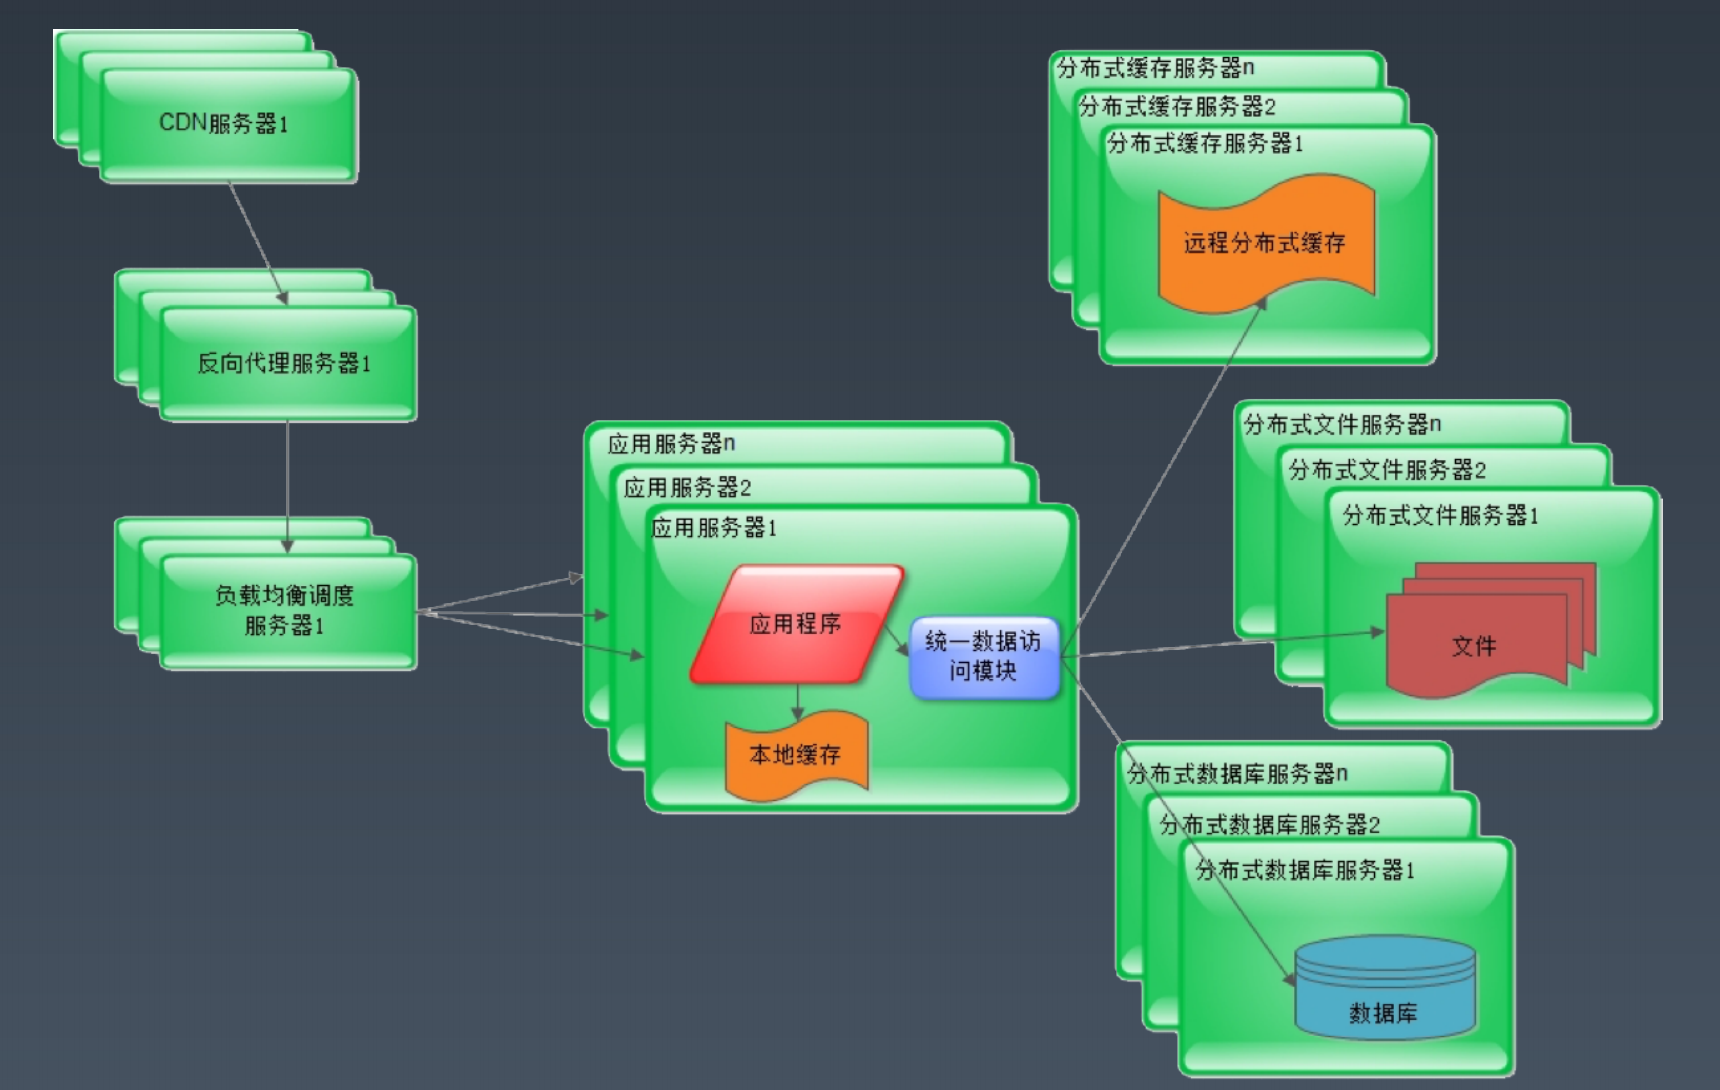 CDN服务器1
反向代理服务器1
负载均衡调度
服务器1
应用服务器n
应用服务器2
应用服务器1
应用程序
统一数据访
问模块
本地缓存
分布式缓存服务器n
分布式缓存服务器2
分布式缓存服务器1
远程分布式缓存
分布式文件服务器n
分布式文件服务器2
分布式文件服务器1
文件
分布式数据库服务器n
分布式数据库服务器2
分布式数据库服务器1
数据库